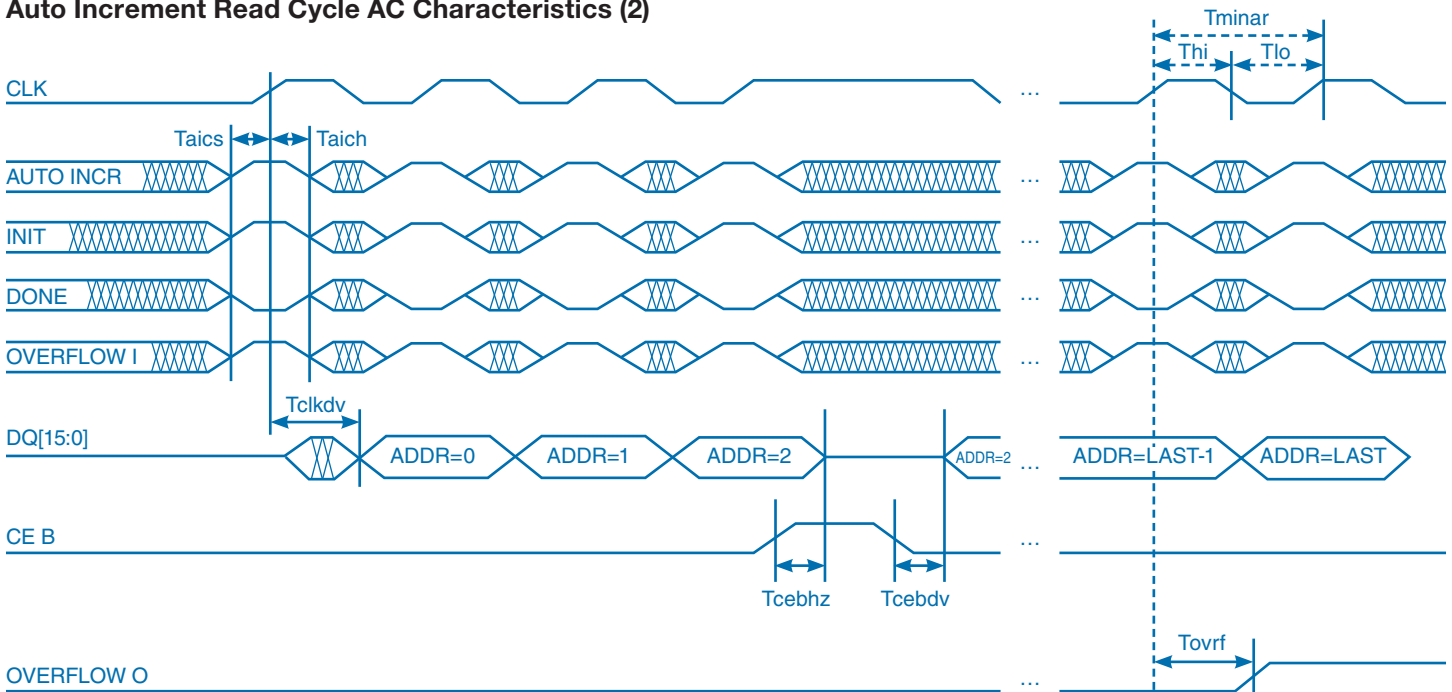 Auto Increment Read Cycle AC Characteristics (2)
Tminar
Thi Tlo
CLK ...
Taics Taich
AUTO INCR ...
INIT ...
DONE ...
OVERFLOW I ...
Tclkdv
DQ[15:0] ADDR=0 ADDR=1 ADDR=2 ADDR=2 ... ADDR=LAST-1 ADDR=LAST
CE B ...
Tcebhz Tcebdv
Tovrf
OVERFLOW O ...